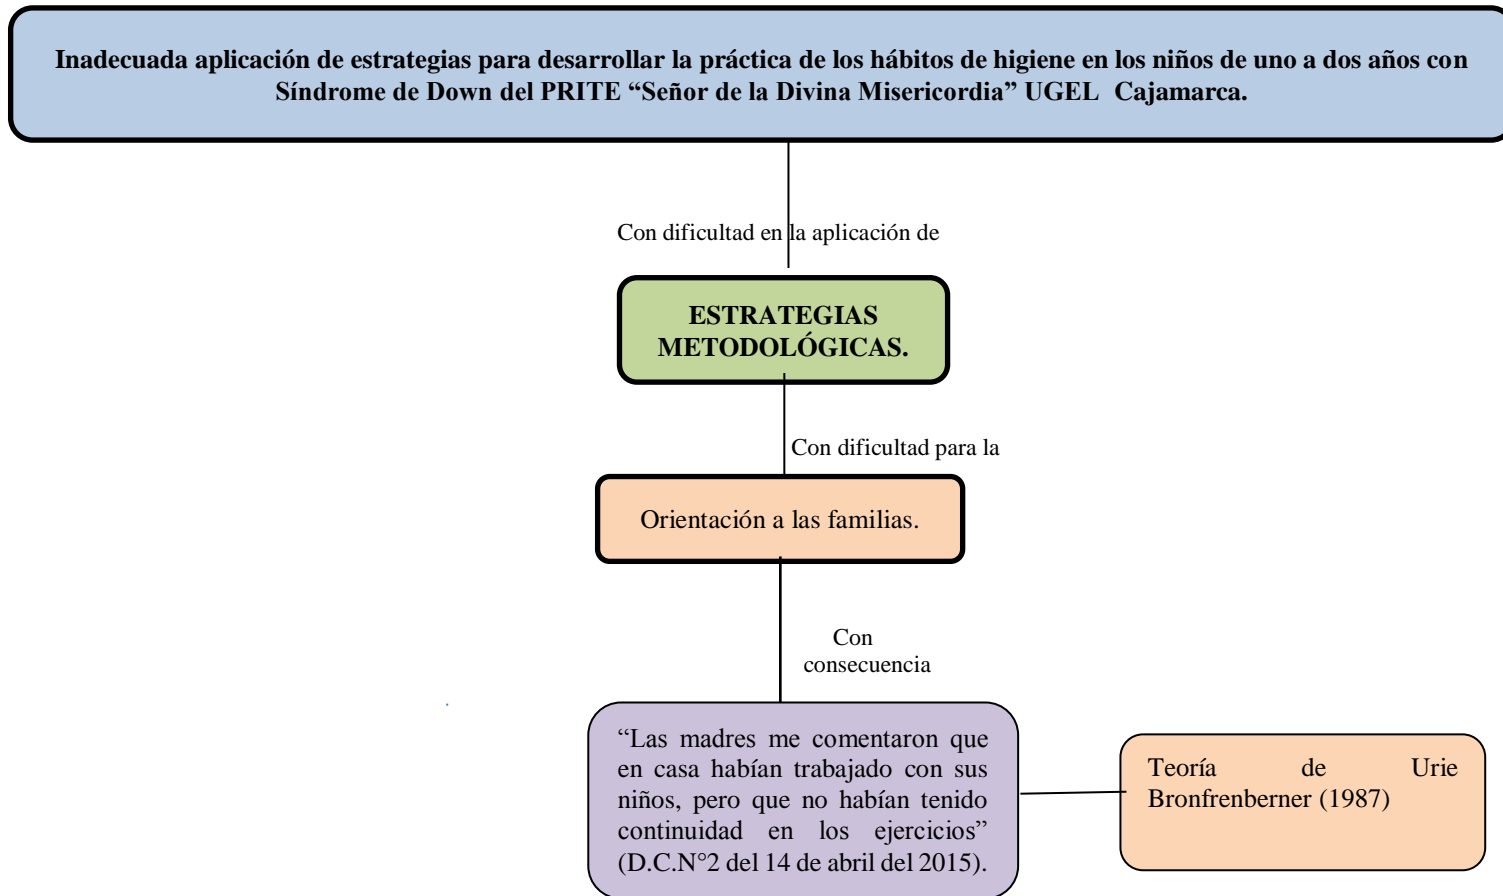 Inadecuada aplicación de estrategias para desarrollar la práctica de los hábitos de higiene en los niños de uno a dos años con
Síndrome de Down del PRITE “Señor de la Divina Misericordia” UGEL Cajamarca.
Con dificultad en la aplicación de
ESTRATEGIAS
METODOLÓGICAS.
Con dificultad para la
Orientación a las familias.
Con
consecuencia
“Las madres me comentaron que
en casa habían trabajado con sus
niños, pero que no habían tenido
continuidad en los ejercicios”
(D.C.N°2 del 14 de abril del 2015).
Teoría de Urie
Bronfrenberner (1987)